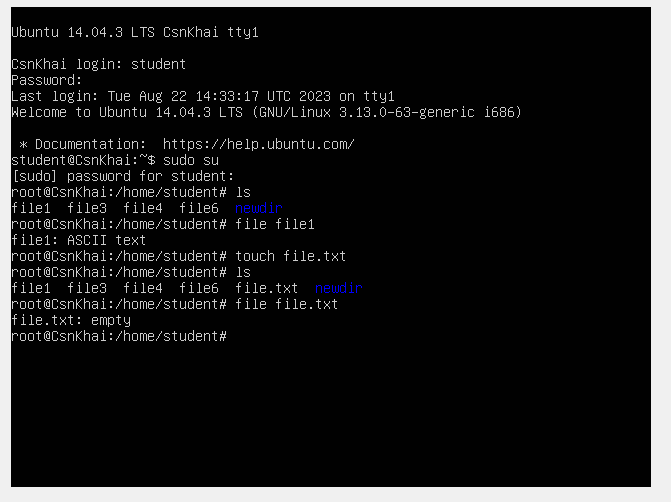 Ubuntu 14.04.3 LTS CsnKhai tty1
CsnKhai login: student
Password:
Last login: Tue Aug 22 14:33:17 UTC 2023 on tty1
Welcome to Ubuntu 14.04.3 LTS (GNU/Linux 3.13.0-63-generic i686)
 * Documentation:  https://help.ubuntu.com/
student@CsnKhai:~$ sudo su
[sudo] password for student:
root@CsnKhai:/home/student# ls
file1  file3  file4  file6  newdir
root@CsnKhai:/home/student# file file1
file1: ASCII text
root@CsnKhai:/home/student# touch file.txt
root@CsnKhai:/home/student# ls
file1  file3  file4  file6  file.txt  newdir
root@CsnKhai:/home/student# file file.txt
file.txt: empty
root@CsnKhai:/home/student#